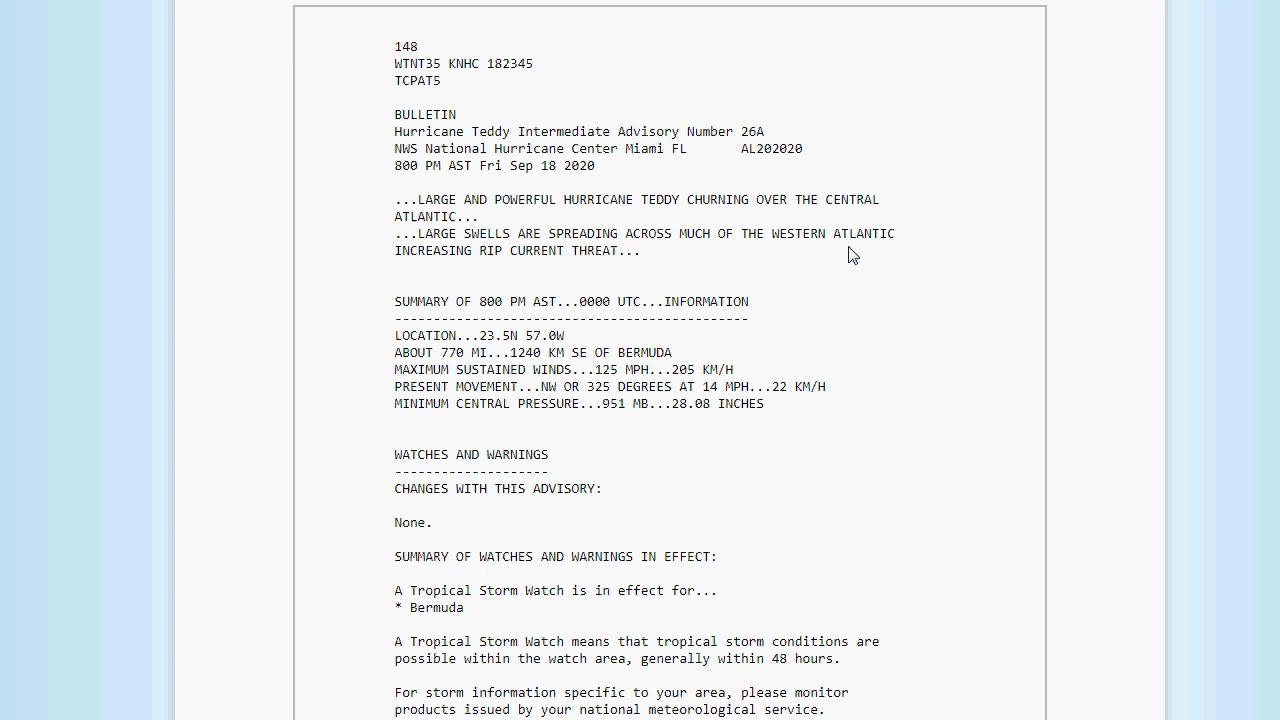 148
WTNT35 KNHC 182345
TCPAT5
BULLETIN
Hurricane Teddy Intermediate Advisory Number 26A
NWS National Hurricane Center Miami FL       AL202020
800 PM AST Fri Sep 18 2020
...LARGE AND POWERFUL HURRICANE TEDDY CHURNING OVER THE CENTRAL
ATLANTIC...
...LARGE SWELLS ARE SPREADING ACROSS MUCH OF THE WESTERN ATLANTIC
INCREASING RIP CURRENT THREAT...
SUMMARY OF 800 PM AST...0000 UTC...INFORMATION
----------------------------------------------
LOCATION...23.5N 57.0W
ABOUT 770 MI...1240 KM SE OF BERMUDA
MAXIMUM SUSTAINED WINDS...125 MPH...205 KM/H
PRESENT MOVEMENT...NW OR 325 DEGREES AT 14 MPH...22 KM/H
MINIMUM CENTRAL PRESSURE...951 MB...28.08 INCHES
WATCHES AND WARNINGS
--------------------
CHANGES WITH THIS ADVISORY:
None.
SUMMARY OF WATCHES AND WARNINGS IN EFFECT:
A Tropical Storm Watch is in effect for...
* Bermuda
A Tropical Storm Watch means that tropical storm conditions are
possible within the watch area, generally within 48 hours.
For storm information specific to your area, please monitor
products issued by your national meteorological service.